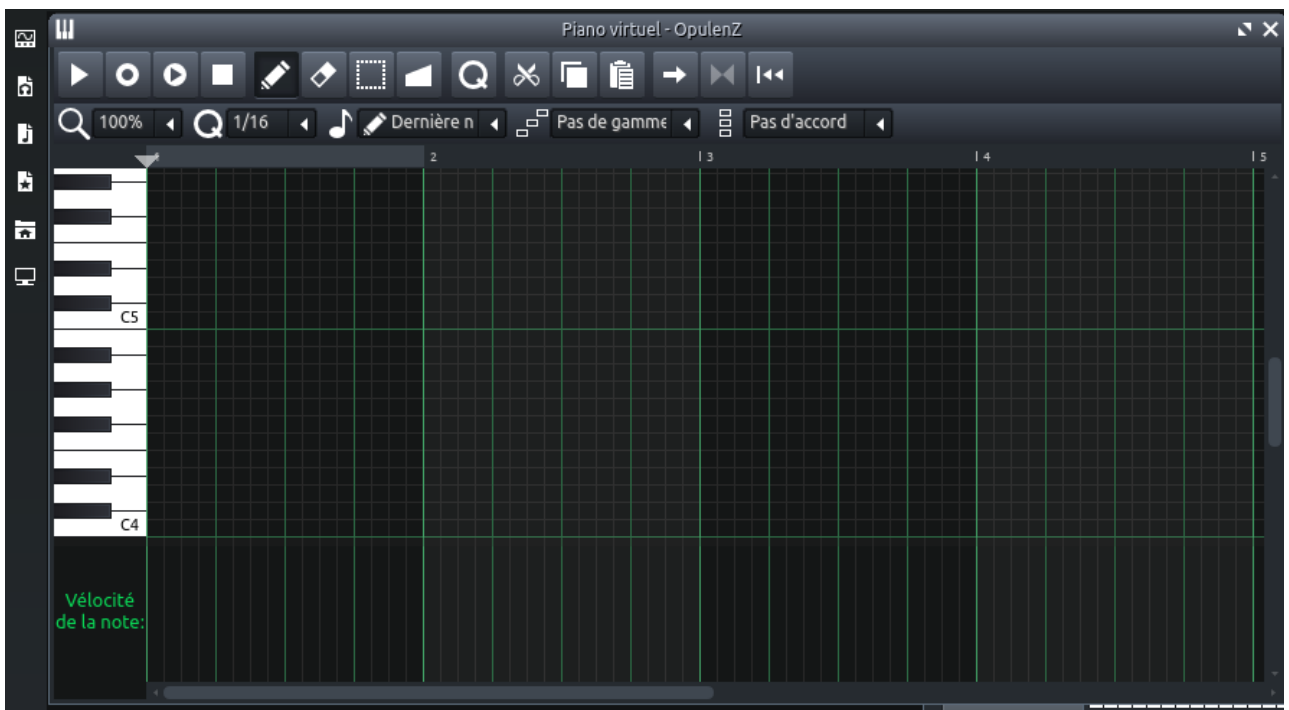 Piano virtuel - OpulenZ
100% 1/16 Dernière n Pas de gamme Pas d'accord
2 3 4 5
C5
C4
Vélocité
de la note: